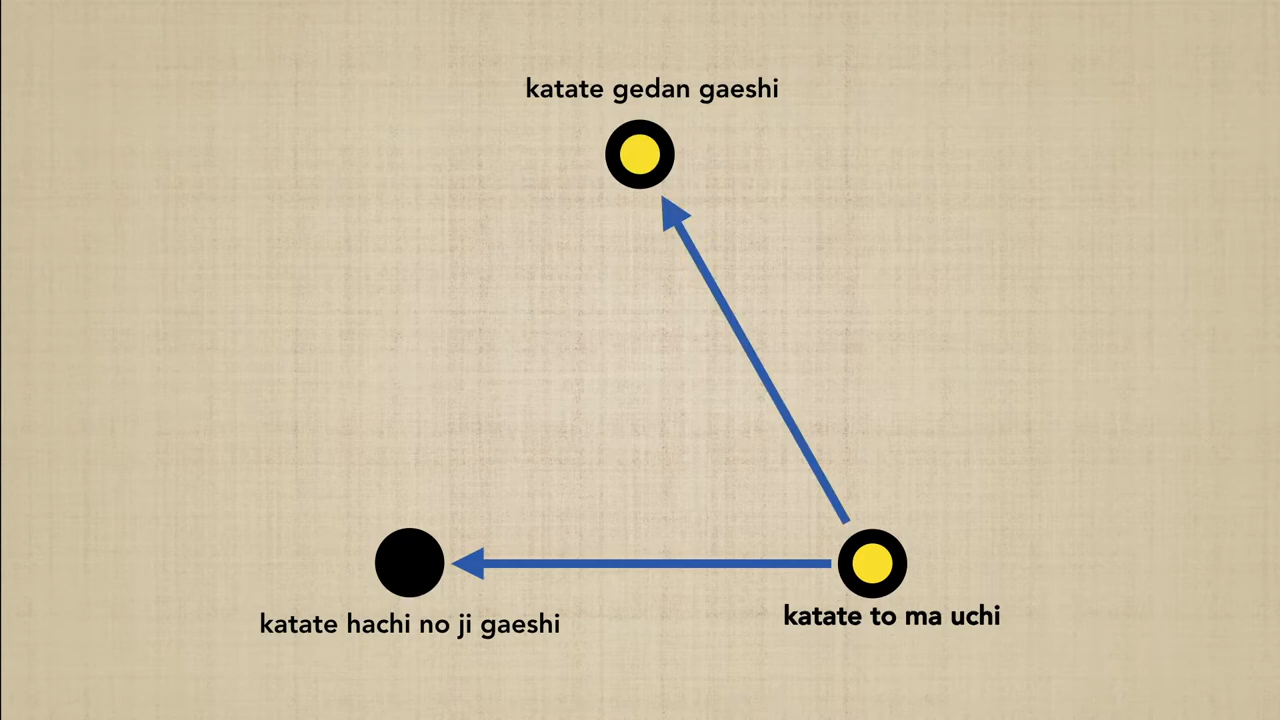 katate gedan gaeshi
katate hachi no ji gaeshi
katate to ma uchi